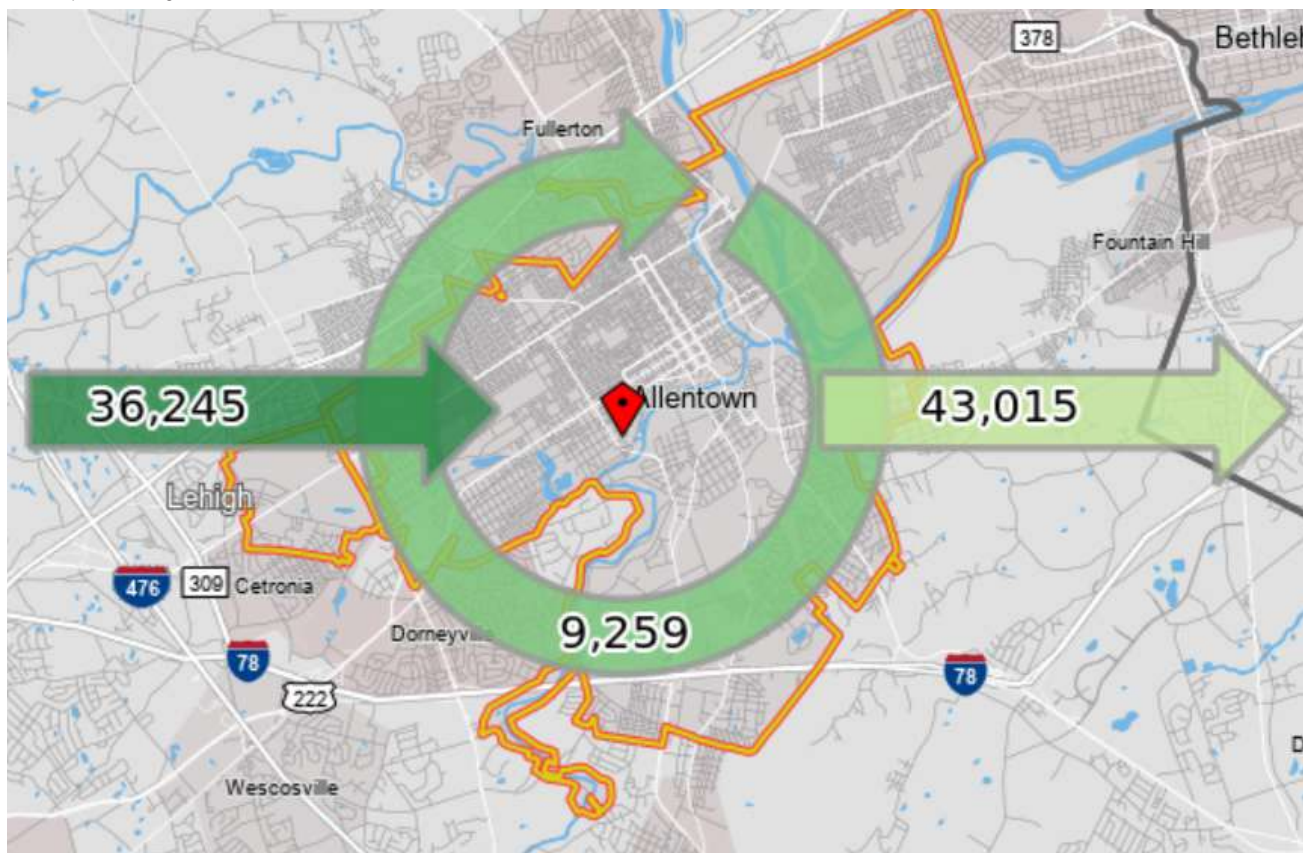 378
Bethleh
Fullerton
Fountain Hill
36,245
Allentown
43,015
Lehigh
476
309
Cetronia
Dorneyville
9,259
78
78
222
D
Wescosville